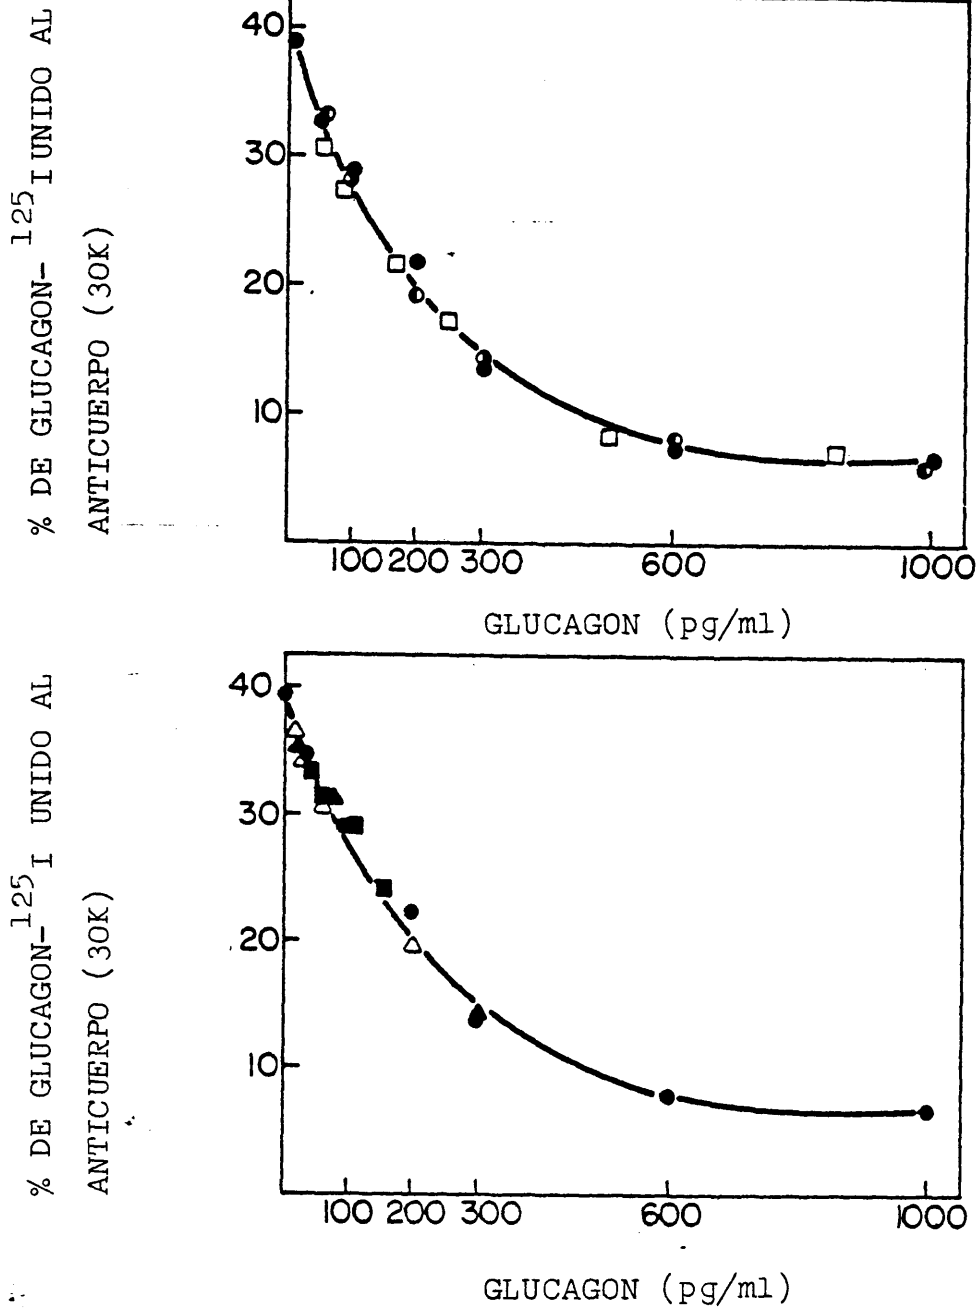 % DE GLUCAGON-125I UNIDO AL
ANTICUERPO (30K)
40
30
20
10
100 200 300 600 1000
GLUCAGON (pg/ml)
% DE GLUCAGON-125I UNIDO AL
ANTICUERPO (30K)
40
30
20
10
100 200 300 600 1000
GLUCAGON (pg/ml)